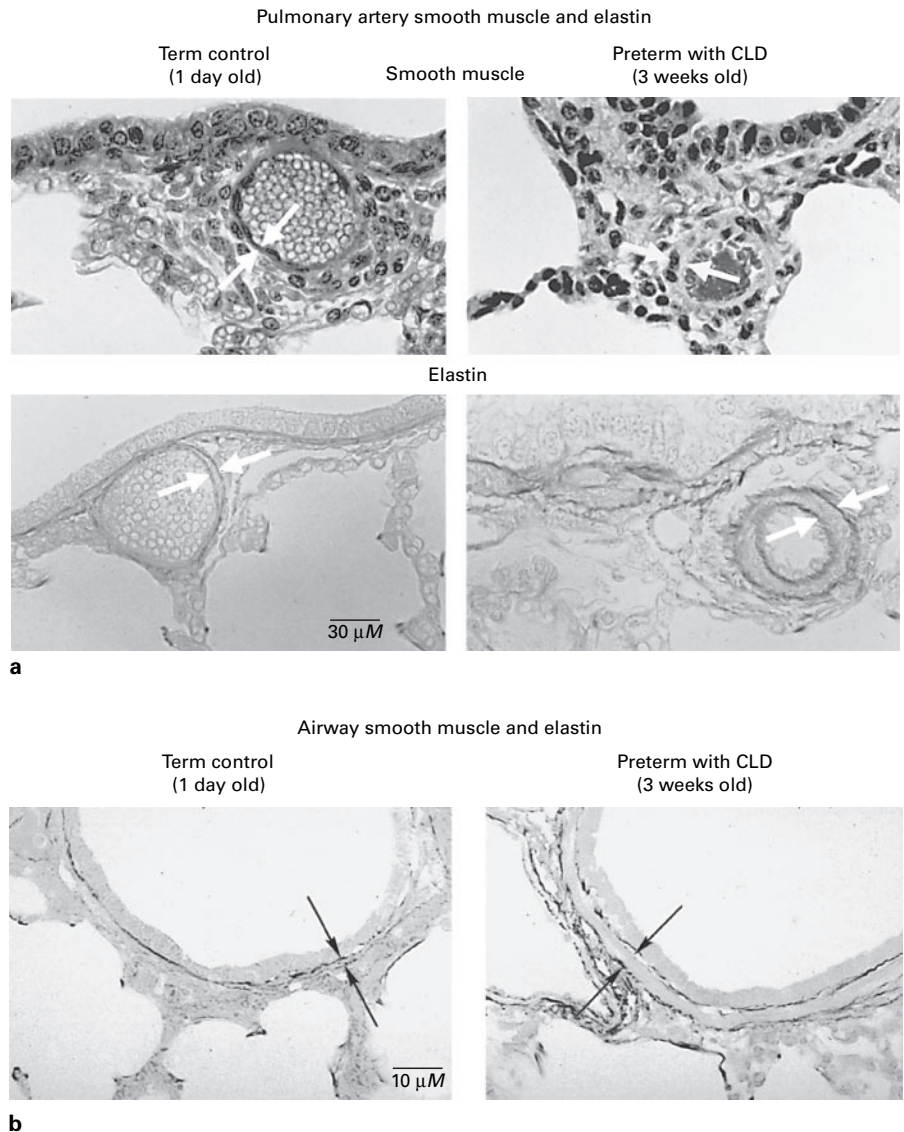 Pulmonary artery smooth muscle and elastin
Term control
(1 day old)
Smooth muscle
Preterm with CLD
(3 weeks old)
Elastin
30 μM
a
Airway smooth muscle and elastin
Term control
(1 day old)
Preterm with CLD
(3 weeks old)
10 μM
b